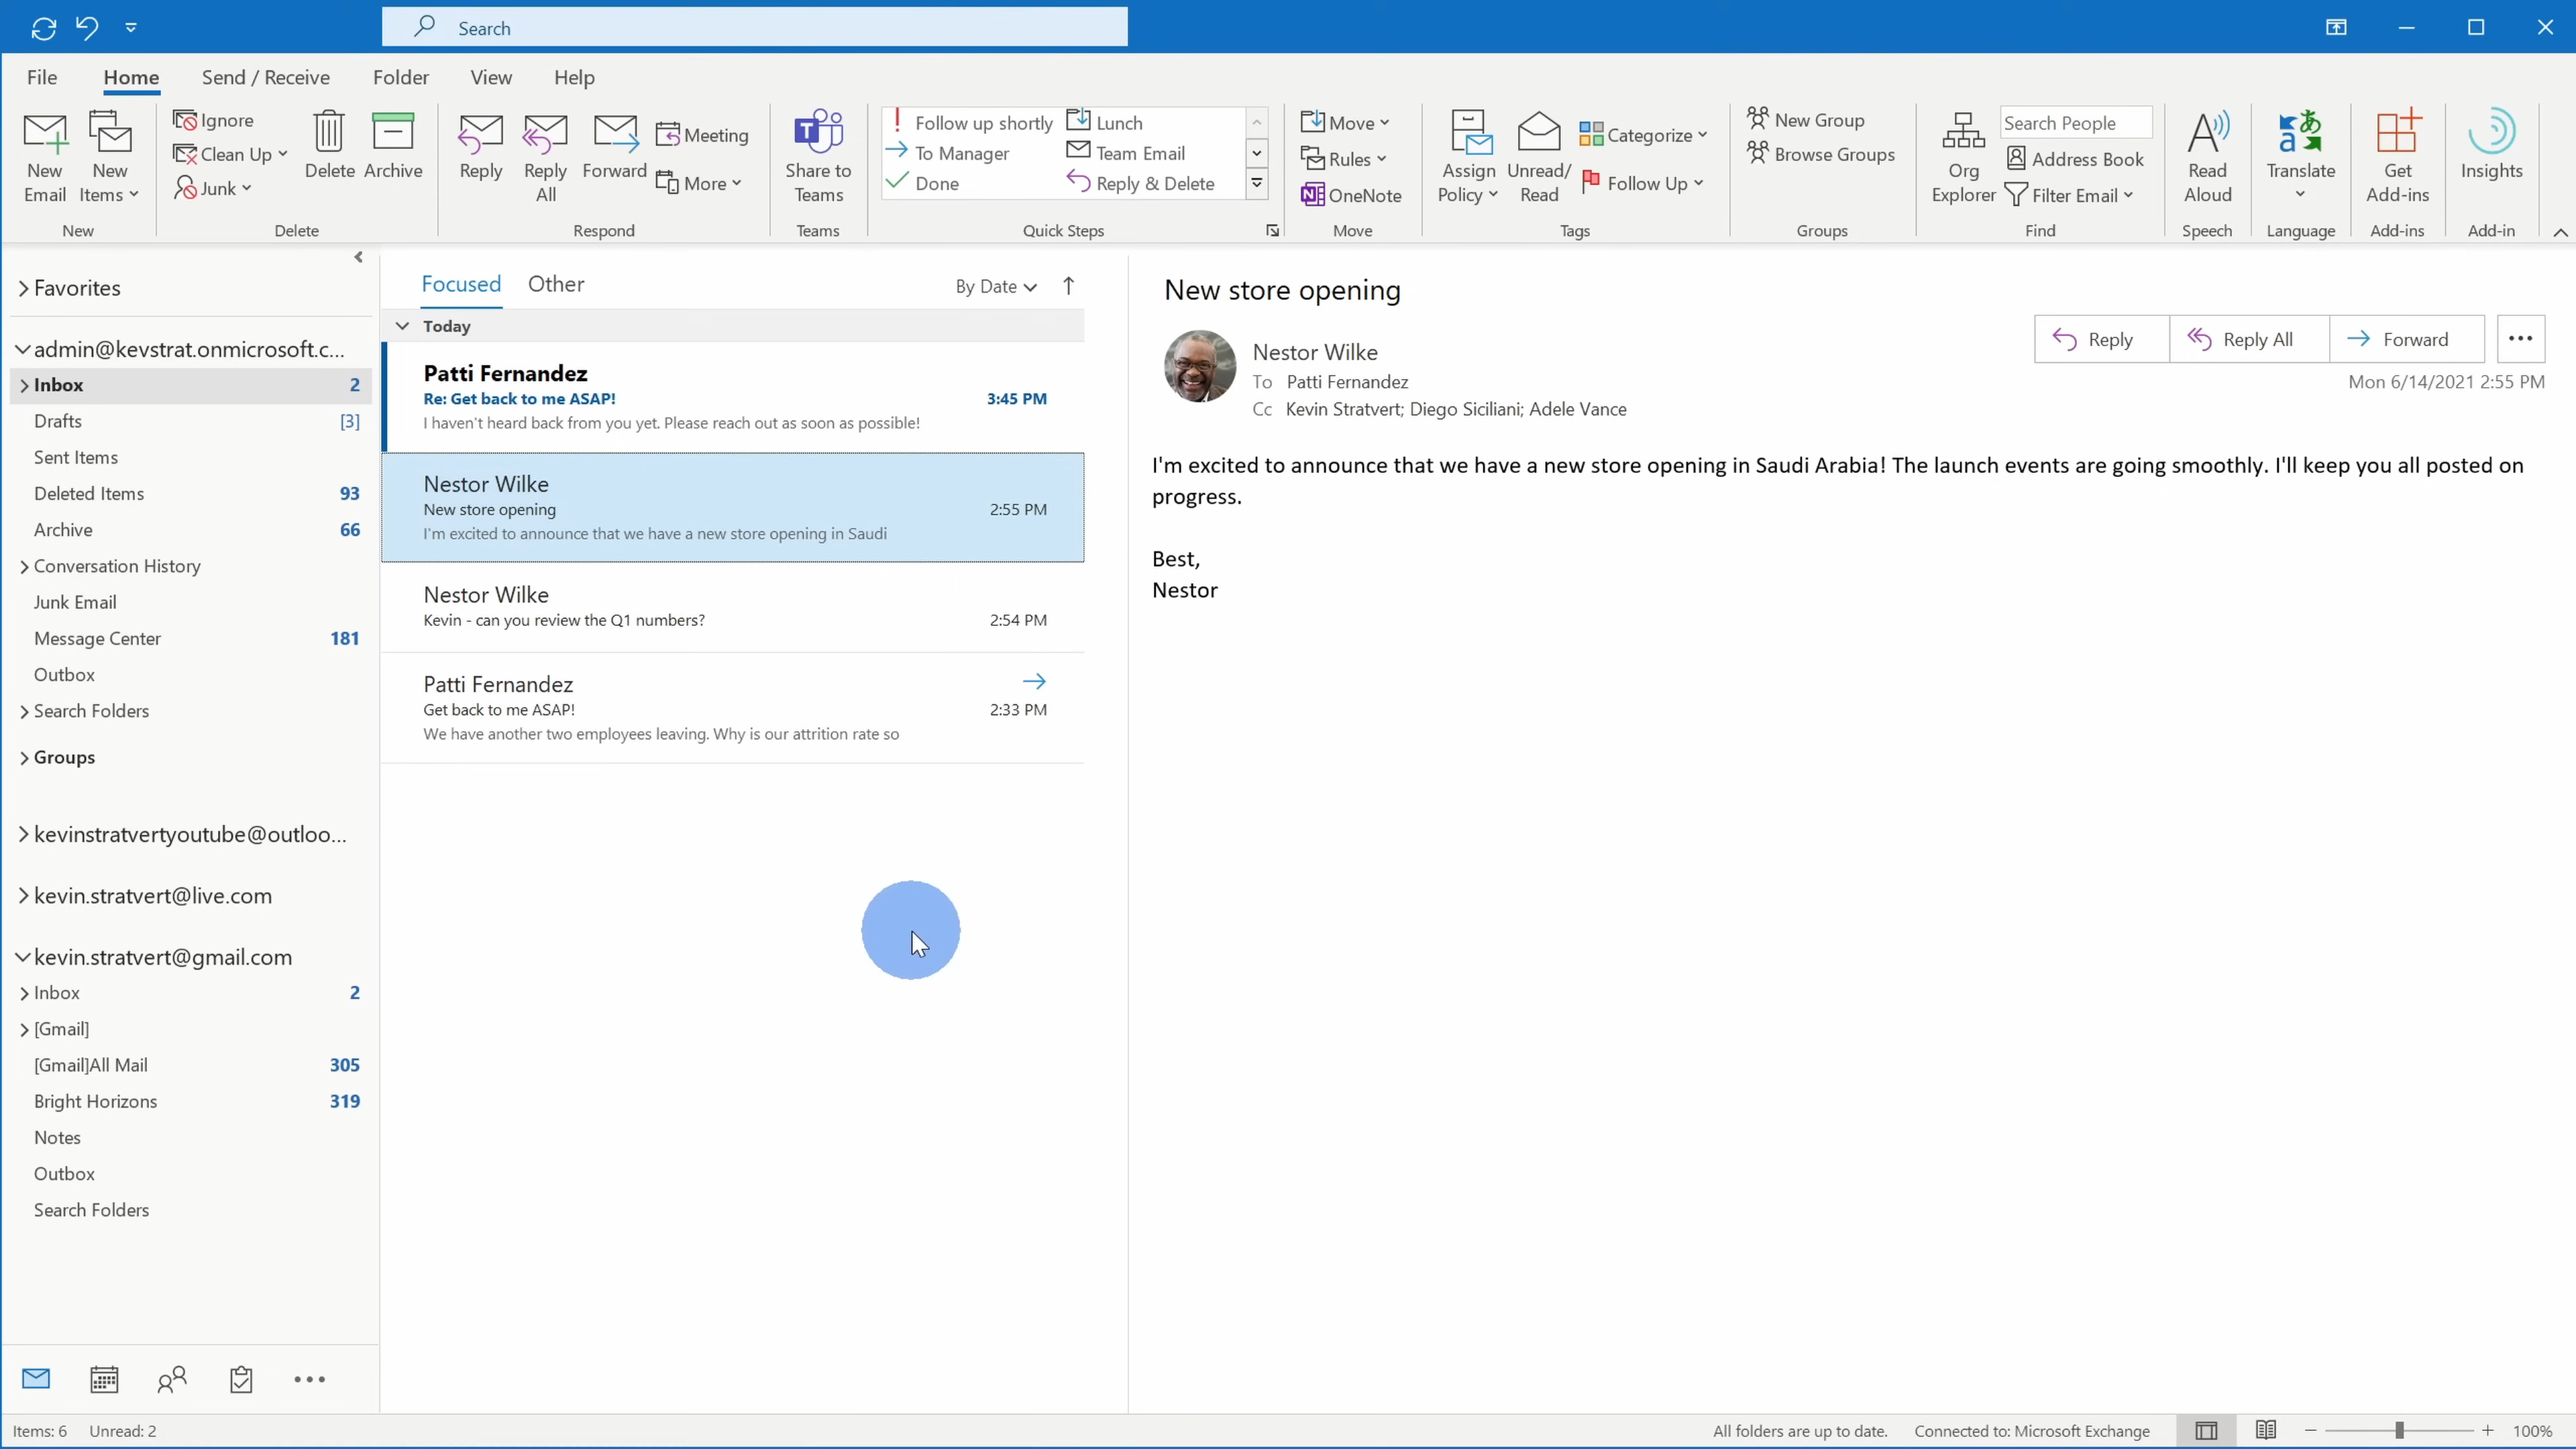 Search
File Home Send / Receive Folder View Help
New Email
New Items
New
Ignore
Clean Up
Junk
Delete
Archive
Delete
Reply
Reply All
Forward
Meeting
More
Respond
Share to Teams
Teams
Follow up shortly
To Manager
Done
Lunch
Team Email
Reply & Delete
Quick Steps
Move
Rules
OneNote
Move
Assign Policy
Unread/ Read
Categorize
Follow Up
Tags
New Group
Browse Groups
Groups
Org Explorer
Search People
Address Book
Filter Email
Find
Read Aloud
Speech
Translate
Language
Get Add-ins
Add-ins
Insights
Add-in
Favorites
admin@kevstrat.onmicrosoft.c...
Inbox 2
Drafts [3]
Sent Items
Deleted Items 93
Archive 66
Conversation History
Junk Email
Message Center 181
Outbox
Search Folders
Groups
kevinstratvertyoutube@outloo...
kevin.stratvert@live.com
kevin.stratvert@gmail.com
Inbox 2
[Gmail]
[Gmail]All Mail 305
Bright Horizons 319
Notes
Outbox
Search Folders
Focused Other By Date
Today
Patti Fernandez
Re: Get back to me ASAP! 3:45 PM
I haven't heard back from you yet. Please reach out as soon as possible!
Nestor Wilke
New store opening 2:55 PM
I'm excited to announce that we have a new store opening in Saudi
Nestor Wilke
Kevin - can you review the Q1 numbers? 2:54 PM
Patti Fernandez
Get back to me ASAP! 2:33 PM
We have another two employees leaving. Why is our attrition rate so
New store opening
Reply Reply All Forward
Nestor Wilke
To Patti Fernandez
Mon 6/14/2021 2:55 PM
Cc Kevin Stratvert; Diego Siciliani; Adele Vance
I'm excited to announce that we have a new store opening in Saudi Arabia! The launch events are going smoothly. I'll keep you all posted on
progress.
Best,
Nestor
Items: 6 Unread: 2 All folders are up to date. Connected to: Microsoft Exchange 100%